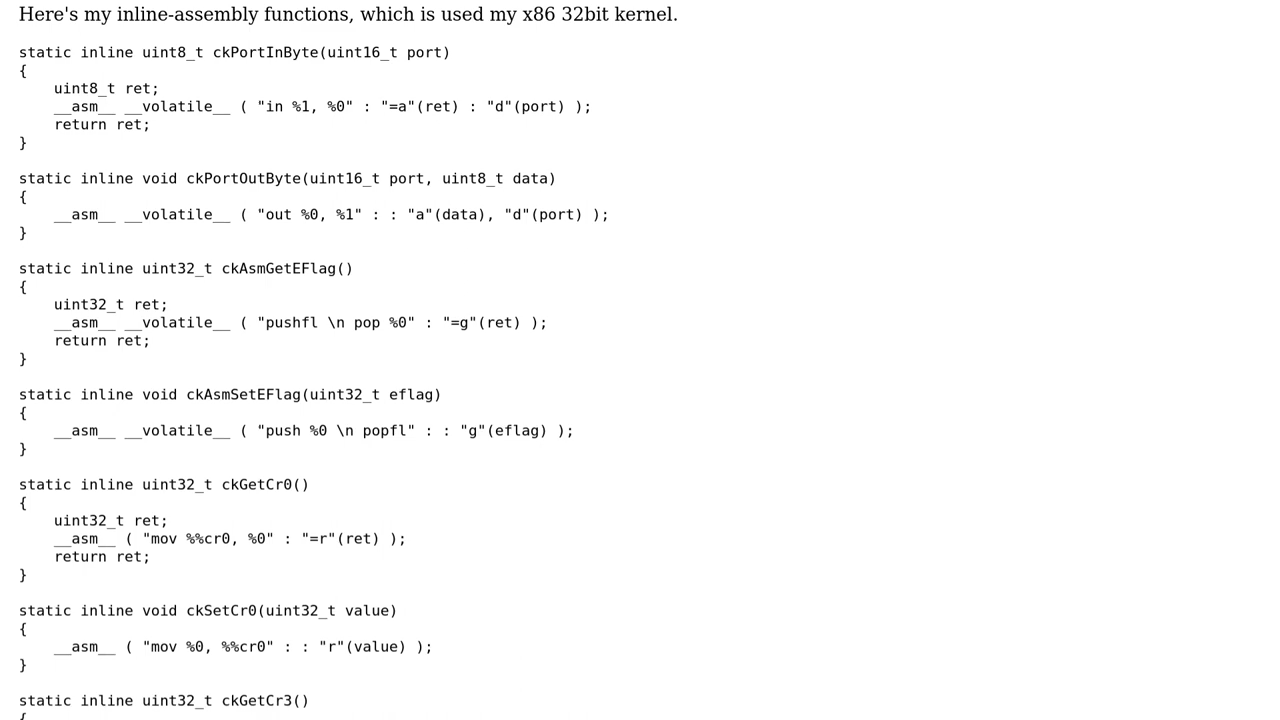 Here's my inline-assembly functions, which is used my x86 32bit kernel.
static inline uint8_t ckPortInByte(uint16_t port)
{
    uint8_t ret;
    __asm__ __volatile__ ( "in %1, %0" : "=a"(ret) : "d"(port) );
    return ret;
}
static inline void ckPortOutByte(uint16_t port, uint8_t data)
{
    __asm__ __volatile__ ( "out %0, %1" : : "a"(data), "d"(port) );
}
static inline uint32_t ckAsmGetEFlag()
{
    uint32_t ret;
    __asm__ __volatile__ ( "pushfl \n pop %0" : "=g"(ret) );
    return ret;
}
static inline void ckAsmSetEFlag(uint32_t eflag)
{
    __asm__ __volatile__ ( "push %0 \n popfl" : : "g"(eflag) );
}
static inline uint32_t ckGetCr0()
{
    uint32_t ret;
    __asm__ ( "mov %%cr0, %0" : "=r"(ret) );
    return ret;
}
static inline void ckSetCr0(uint32_t value)
{
    __asm__ ( "mov %0, %%cr0" : : "r"(value) );
}
static inline uint32_t ckGetCr3()
{